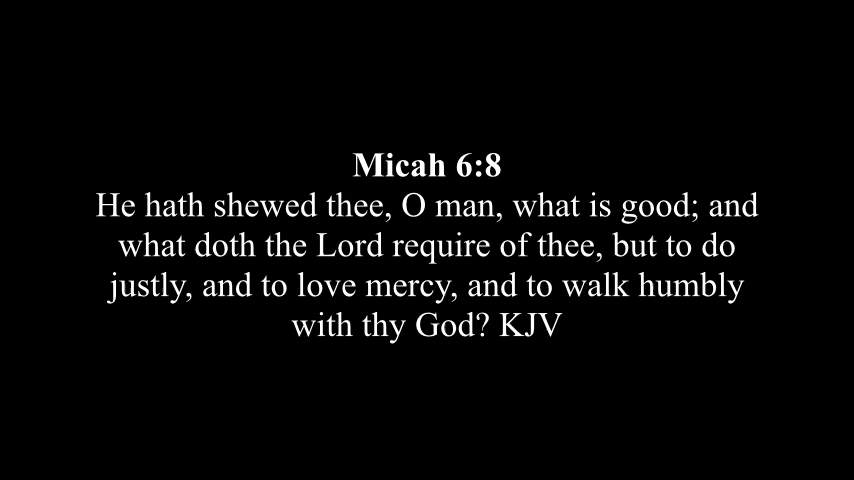 Micah 6:8
He hath shewed thee, O man, what is good; and
what doth the Lord require of thee, but to do
justly, and to love mercy, and to walk humbly
with thy God? KJV